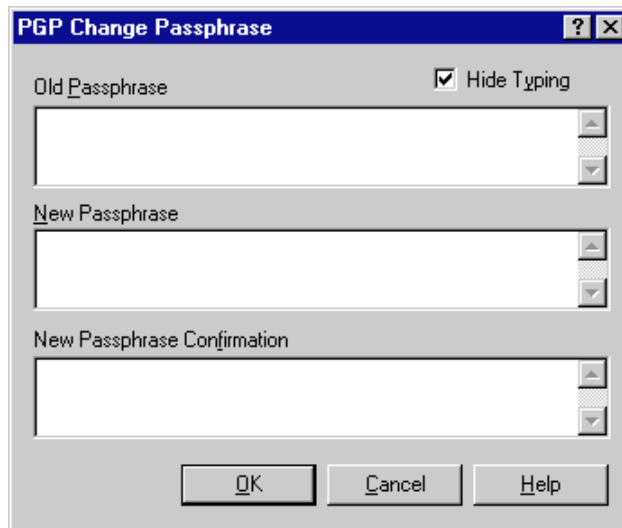 PGP Change Passphrase
Old Passphrase
Hide Typing
New Passphrase
New Passphrase Confirmation
OK Cancel Help